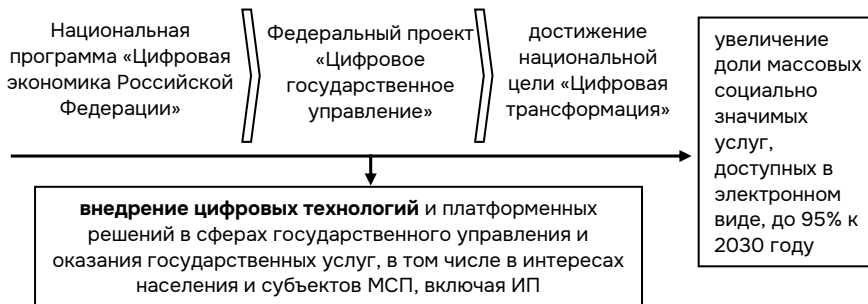 Национальная
программа «Цифровая
экономика Российской
Федерации»
Федеральный проект
«Цифровое
государственное
управление»
достижение
национальной
цели «Цифровая
трансформация»
увеличение
доли массовых
социально
значимых
услуг,
доступных в
электронном
виде, до 95% к
2030 году
внедрение цифровых технологий и платформенных
решений в сферах государственного управления и
оказания государственных услуг, в том числе в интересах
населения и субъектов МСП, включая ИП